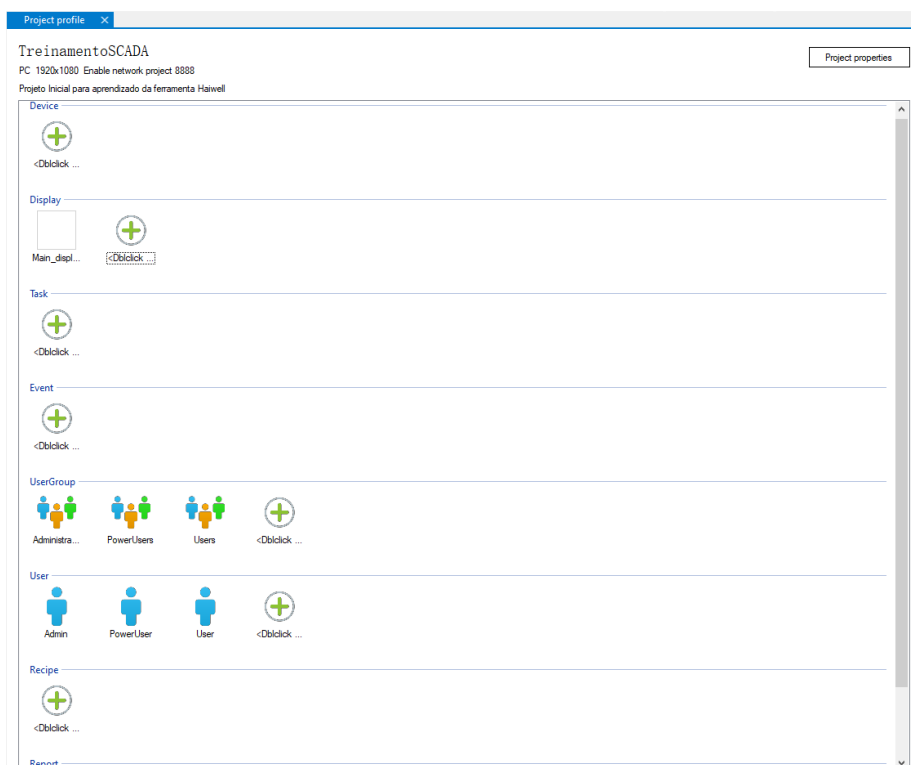 Project profile
TreinamentoSCADA
Project properties
PC 1920x1080 Enable network project 8888
Projeto Inicial para aprendizado da ferramenta Haiwell
Device
<Dblclick ...
Display
Main_displ... <Dblclick ...
Task
<Dblclick ...
Event
<Dblclick ...
UserGroup
Administra... PowerUsers Users <Dblclick ...
User
Admin PowerUser User <Dblclick ...
Recipe
<Dblclick ...
Report